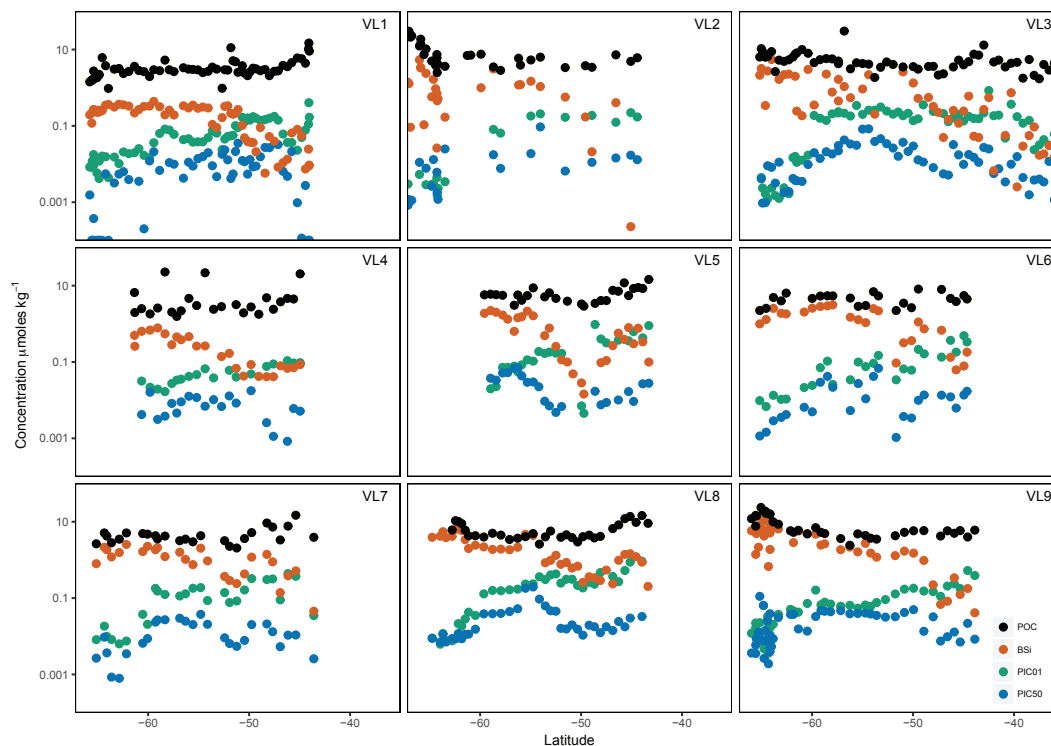 VL1
VL2
VL3
10
0.1
0.001
VL4
VL5
VL6
10
0.1
0.001
VL7
VL8
VL9
10
0.1
0.001
POC
BSi
PIC01
PIC50
−60
−50
−40
−60
−50
−40
−60
−50
−40
Concentration μmoles kg⁻¹
Latitude